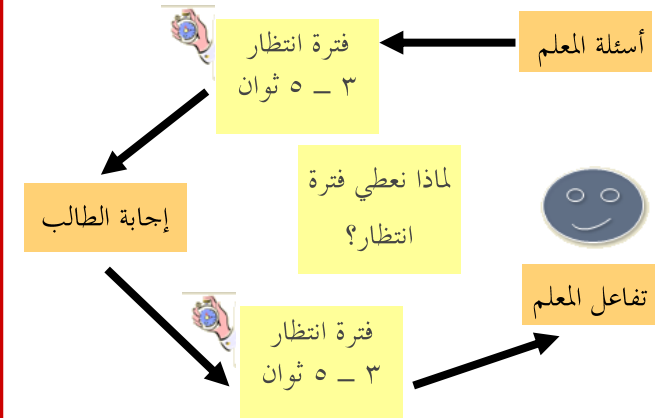 أسئلة المعلم
فترة انتظار
٣ – ٥ ثوان
لماذا نعطي فترة
انتظار؟
إجابة الطالب
تفاعل المعلم
فترة انتظار
٣ – ٥ ثوان